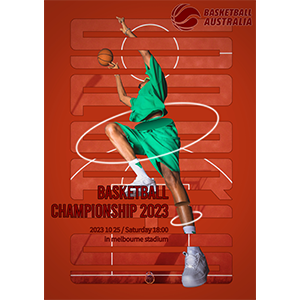 BASKETBALL
AUSTRALIA
BASKETBALL
CHAMPIONSHIP 2023
2023 10 25 / Saturday 18:00
in melbourne stadium